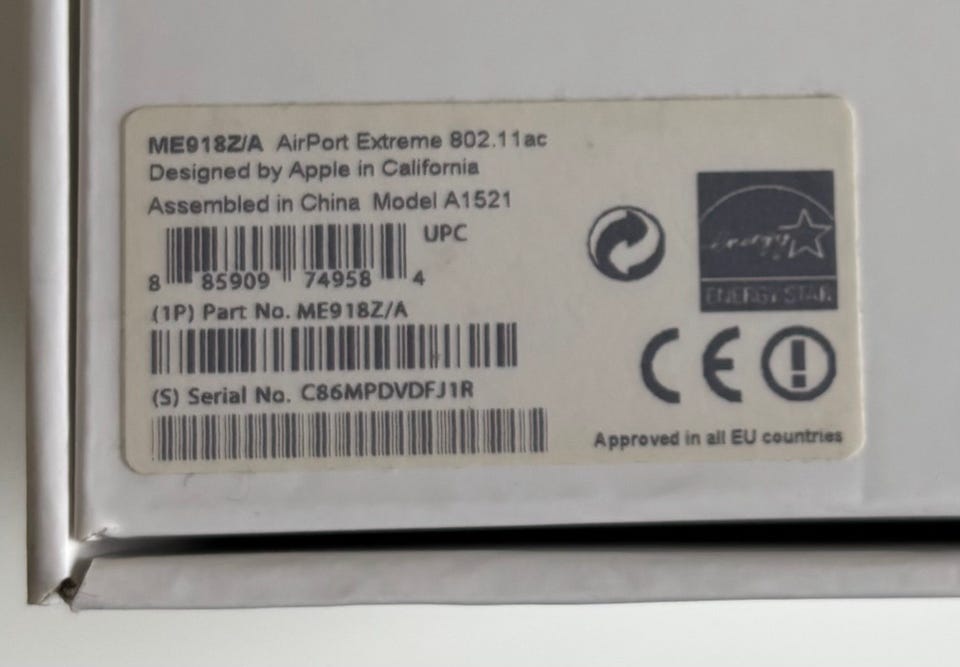 ME918Z/A AirPort Extreme 802.11ac
Designed by Apple in California
Assembled in China Model A1521
UPC
8 85909 74958 4
(1P) Part No. ME918Z/A
(S) Serial No. C86MPDVDFJ1R
energy
ENERGY STAR
CE
Approved in all EU countries